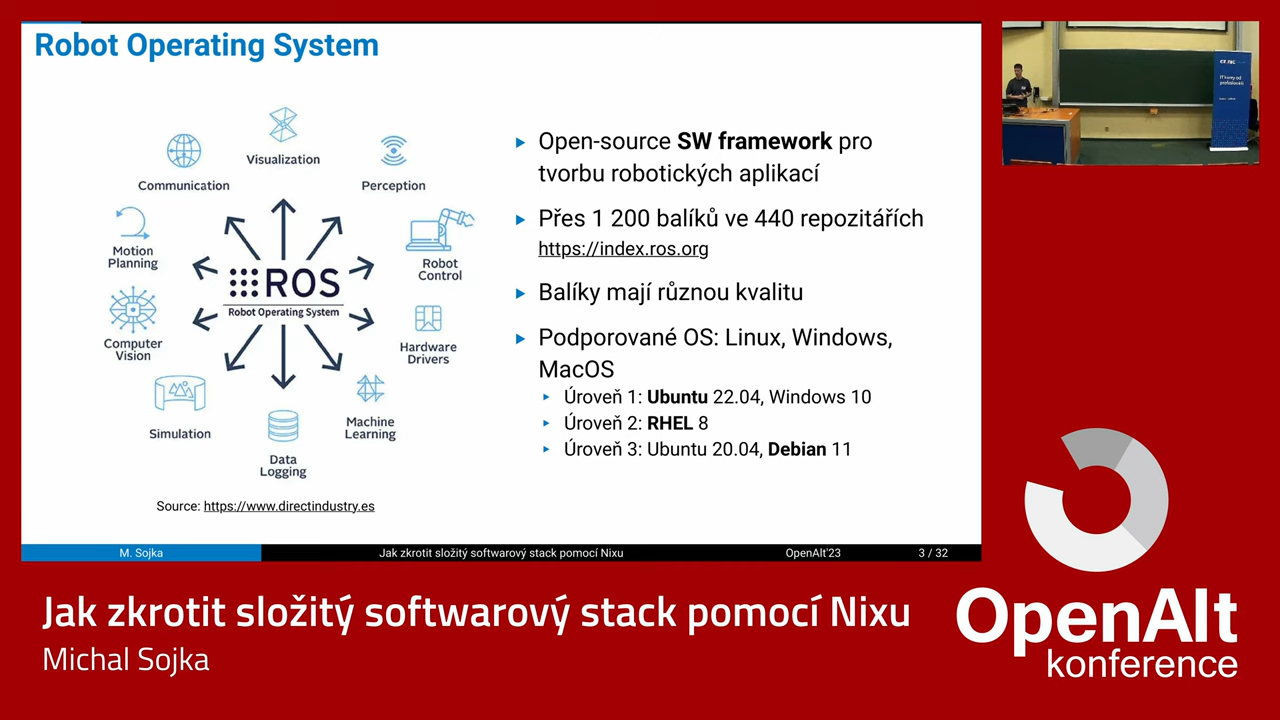 Robot Operating System
Visualization
Communication
Perception
Motion
Planning
Robot
Control
ROS
Robot Operating System
Computer
Vision
Hardware
Drivers
Simulation
Machine
Learning
Data
Logging
Source: https://www.directindustry.es
Open-source SW framework pro
tvorbu robotických aplikací
Přes 1 200 balíků ve 440 repozitářích
https://index.ros.org
Balíky mají různou kvalitu
Podporované OS: Linux, Windows,
MacOS
Úroveň 1: Ubuntu 22.04, Windows 10
Úroveň 2: RHEL 8
Úroveň 3: Ubuntu 20.04, Debian 11
M. Sojka
Jak zkrotit složitý softwarový stack pomocí Nixu
OpenAlt'23
3 / 32
Jak zkrotit složitý softwarový stack pomocí Nixu
Michal Sojka
OpenAlt
konference